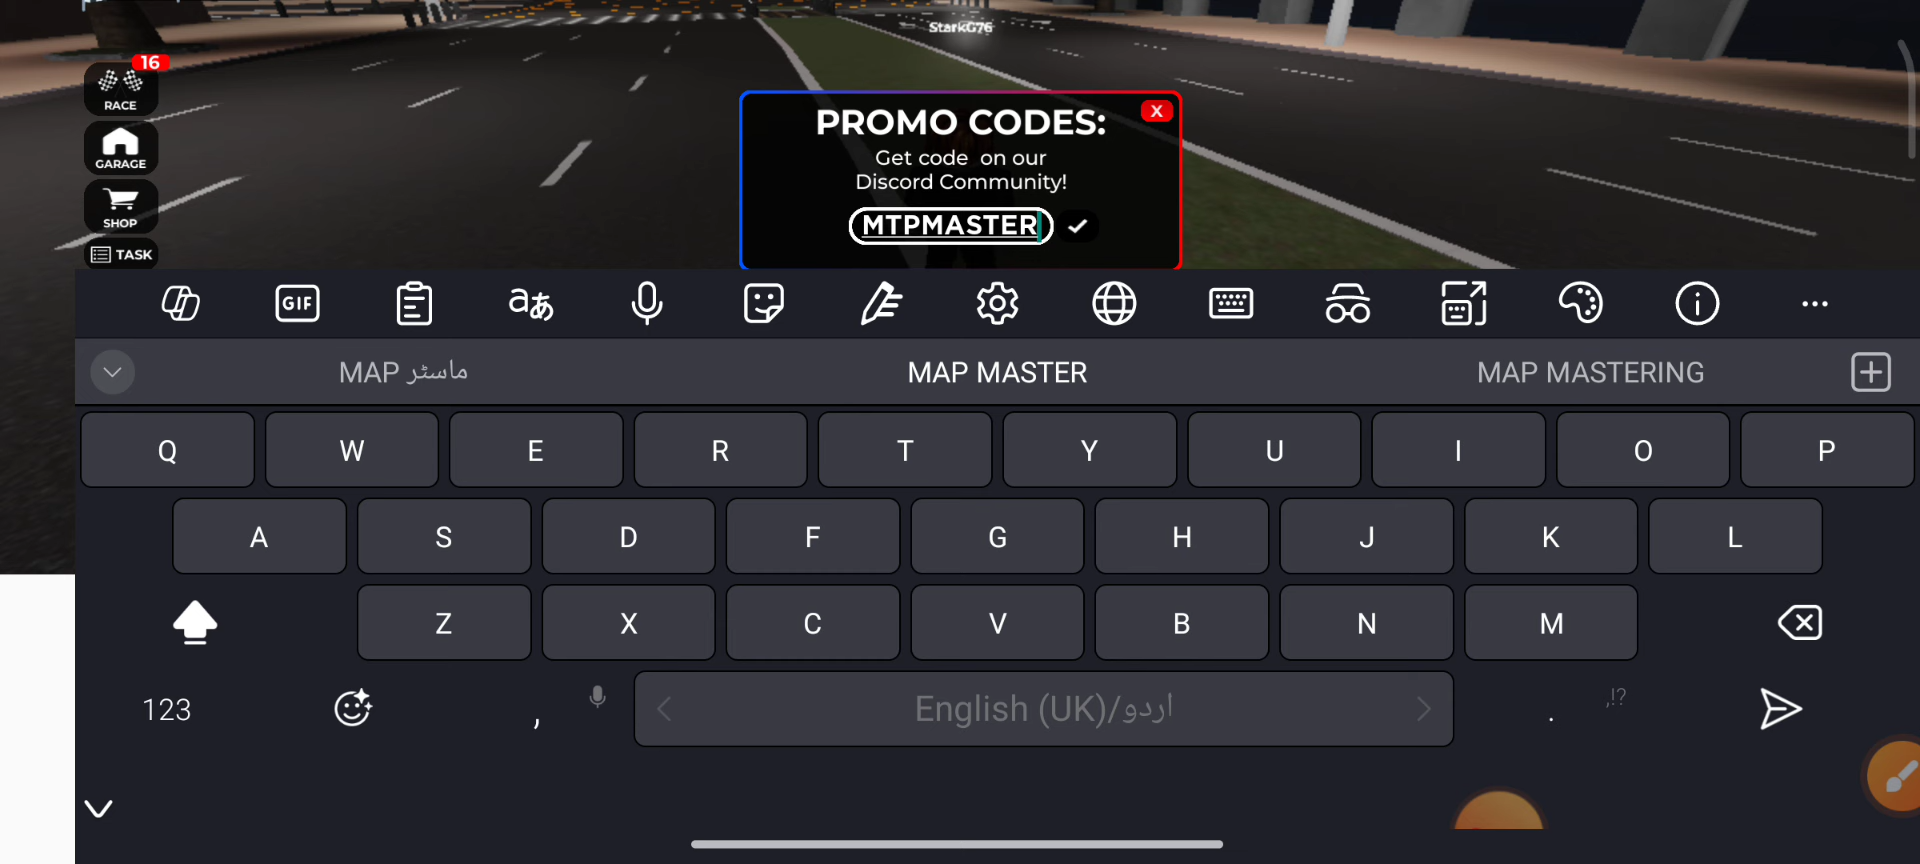 StarkG76
16
RACE
GARAGE
SHOP
TASK
PROMO CODES:
X
Get code on our
Discord Community!
MTPMASTER
GIF
aあ
MAP ماسٹر
MAP MASTER
MAP MASTERING
Q W E R T Y U I O P
A S D F G H J K L
Z X C V B N M
123
,
English (UK)/اردو
.
,!?